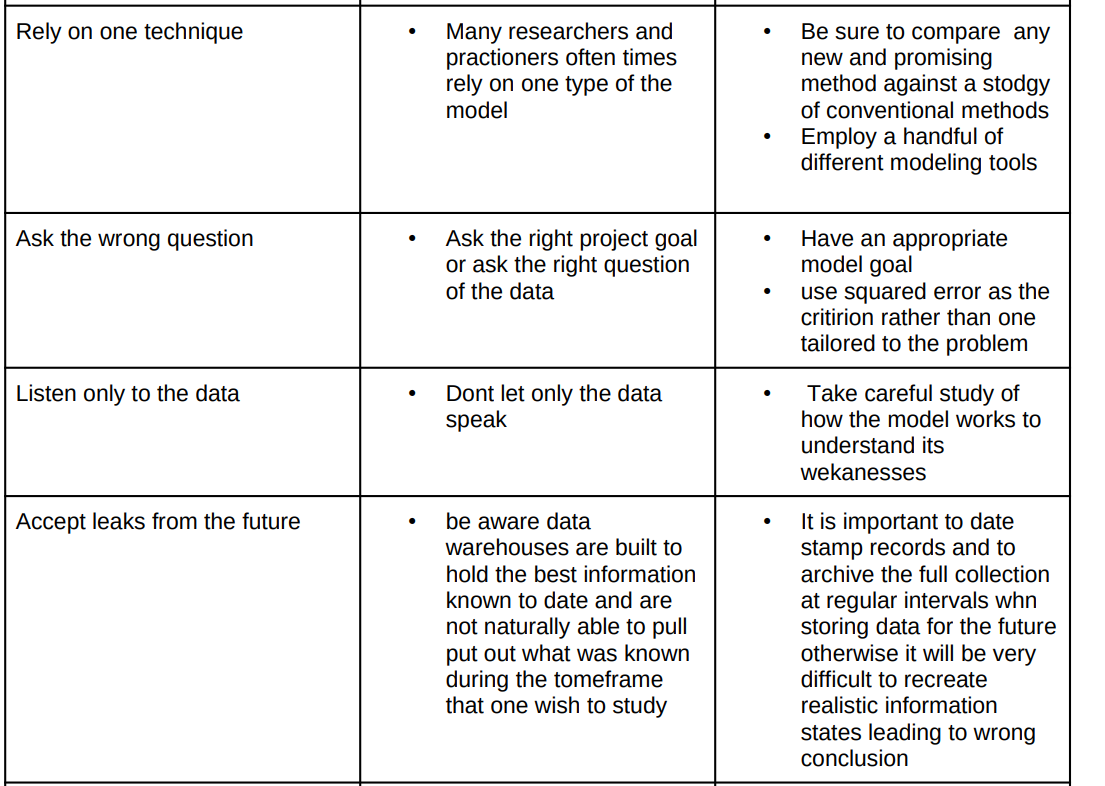 Rely on one technique
• Many researchers and
practioners often times
rely on one type of the
model
• Be sure to compare  any
new and promising
method against a stodgy
of conventional methods
• Employ a handful of
different modeling tools
Ask the wrong question
• Ask the right project goal
or ask the right question
of the data
• Have an appropriate
model goal
• use squared error as the
critirion rather than one
tailored to the problem
Listen only to the data
• Dont let only the data
speak
• Take careful study of
how the model works to
understand its
wekanesses
Accept leaks from the future
• be aware data
warehouses are built to
hold the best information
known to date and are
not naturally able to pull
put out what was known
during the tomeframe
that one wish to study
• It is important to date
stamp records and to
archive the full collection
at regular intervals whn
storing data for the future
otherwise it will be very
difficult to recreate
realistic information
states leading to wrong
conclusion